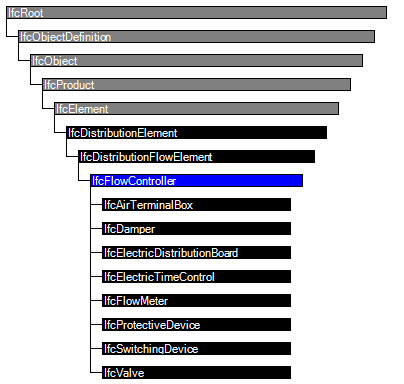 IfcRoot
IfcObjectDefinition
IfcObject
IfcProduct
IfcElement
IfcDistributionElement
IfcDistributionFlowElement
IfcFlowController
IfcAirTerminalBox
IfcDamper
IfcElectricDistributionBoard
IfcElectricTimeControl
IfcFlowMeter
IfcProtectiveDevice
IfcSwitchingDevice
IfcValve